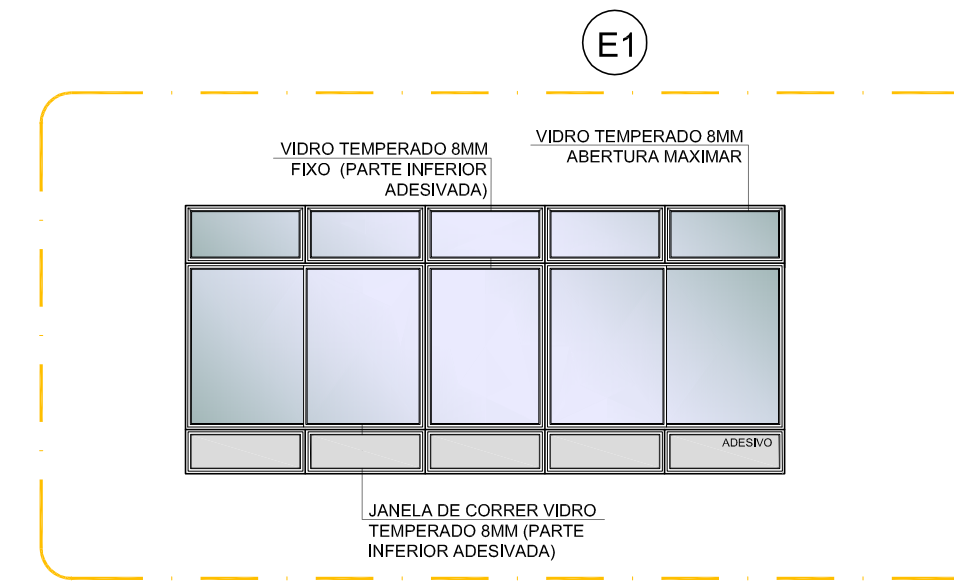 E1
VIDRO TEMPERADO 8MM
FIXO (PARTE INFERIOR
ADESIVADA)
VIDRO TEMPERADO 8MM
ABERTURA MAXIMAR
ADESIVO
JANELA DE CORRER VIDRO
TEMPERADO 8MM (PARTE
INFERIOR ADESIVADA)